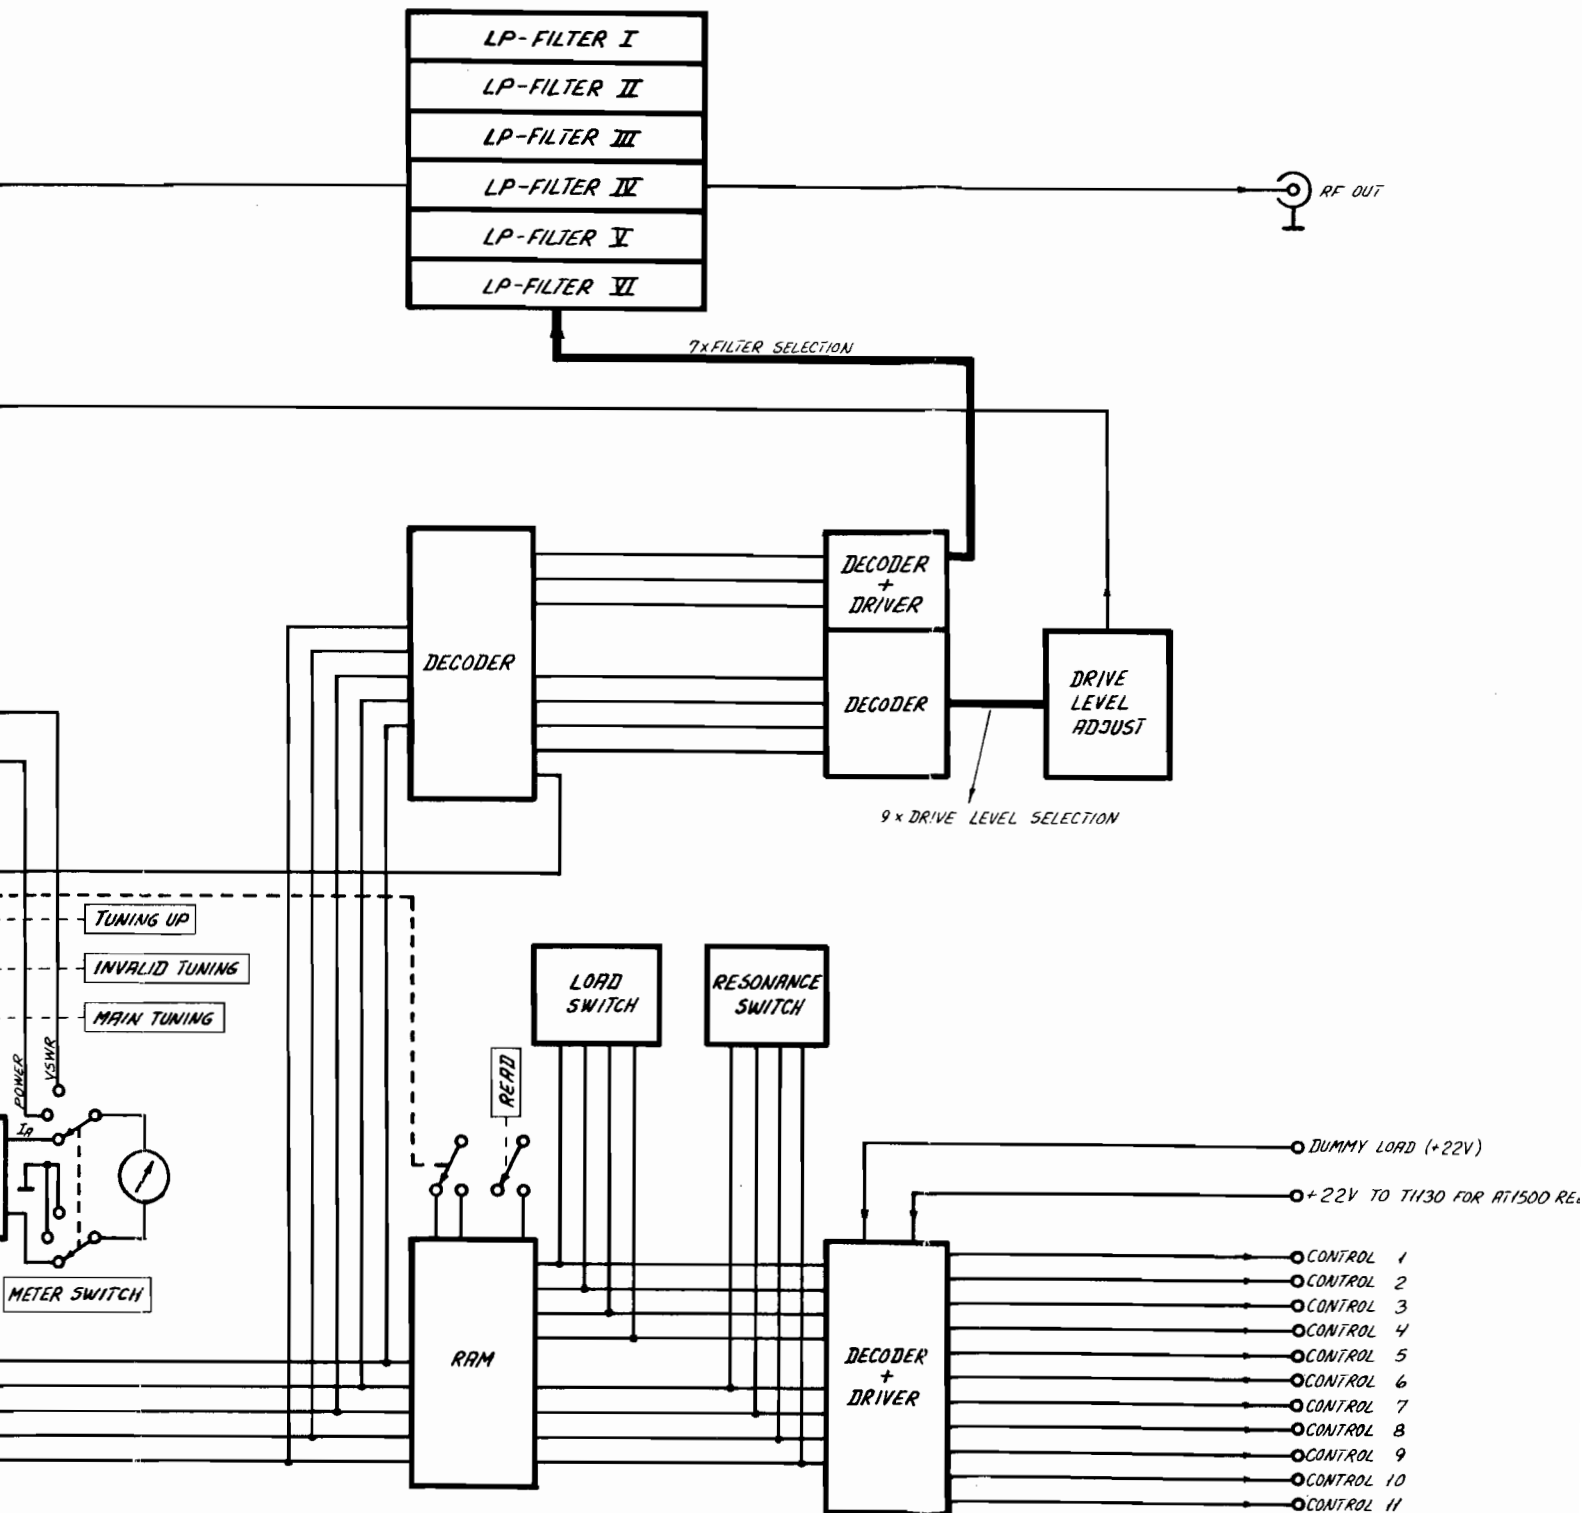 LP-FILTER I
LP-FILTER II
LP-FILTER III
LP-FILTER IV
LP-FILTER V
LP-FILTER VI
RF OUT
7xFILTER SELECTION
DECODER
DECODER
+
DRIVER
DECODER
DRIVE
LEVEL
ADJUST
9 x DRIVE LEVEL SELECTION
TUNING UP
INVALID TUNING
MAIN TUNING
POWER
VSWR
IA
METER SWITCH
LOAD
SWITCH
RESONANCE
SWITCH
READ
RAM
DECODER
+
DRIVER
DUMMY LOAD (+22V)
+22V TO T1130 FOR AT1500
CONTROL 1
CONTROL 2
CONTROL 3
CONTROL 4
CONTROL 5
CONTROL 6
CONTROL 7
CONTROL 8
CONTROL 9
CONTROL 10
CONTROL 11